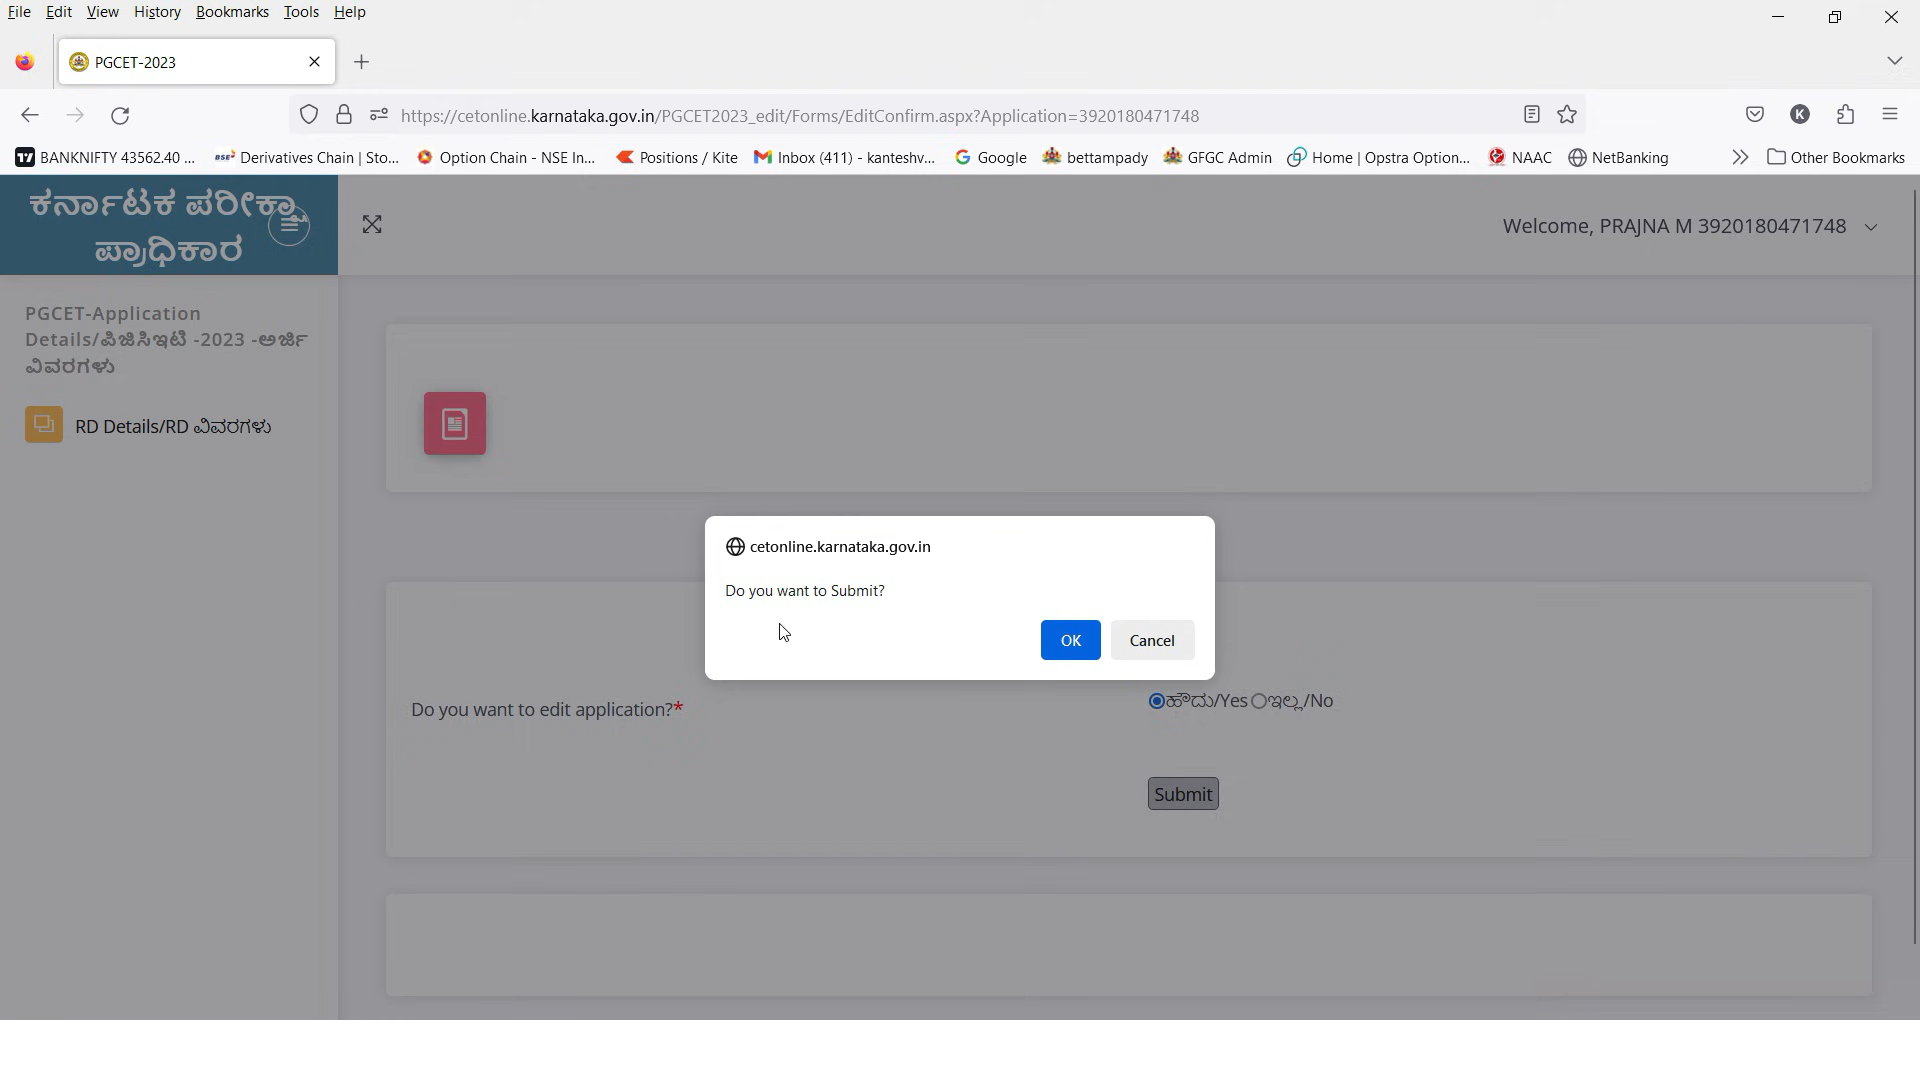 File Edit View History Bookmarks Tools Help
PGCET-2023
https://cetonline.karnataka.gov.in/PGCET2023_edit/Forms/EditConfirm.aspx?Application=3920180471748
K
BANKNIFTY 43562.40 ... Derivatives Chain | Sto... Option Chain - NSE In... Positions / Kite Inbox (411) - kanteshv... Google bettampady GFGC Admin Home | Opstra Option... NAAC NetBanking Other Bookmarks
ಕರ್ನಾಟಕ ಪರೀಕ್ಷಾ
ಪ್ರಾಧಿಕಾರ
Welcome, PRAJNA M 3920180471748
PGCET-Application
Details/ಪಿಜಿಸಿಇಟಿ -2023 -ಅರ್ಜಿ
ವಿವರಗಳು
RD Details/RD ವಿವರಗಳು
cetonline.karnataka.gov.in
Do you want to Submit?
OK Cancel
Do you want to edit application?* ಹೌದು/Yes ಇಲ್ಲ/No
Submit